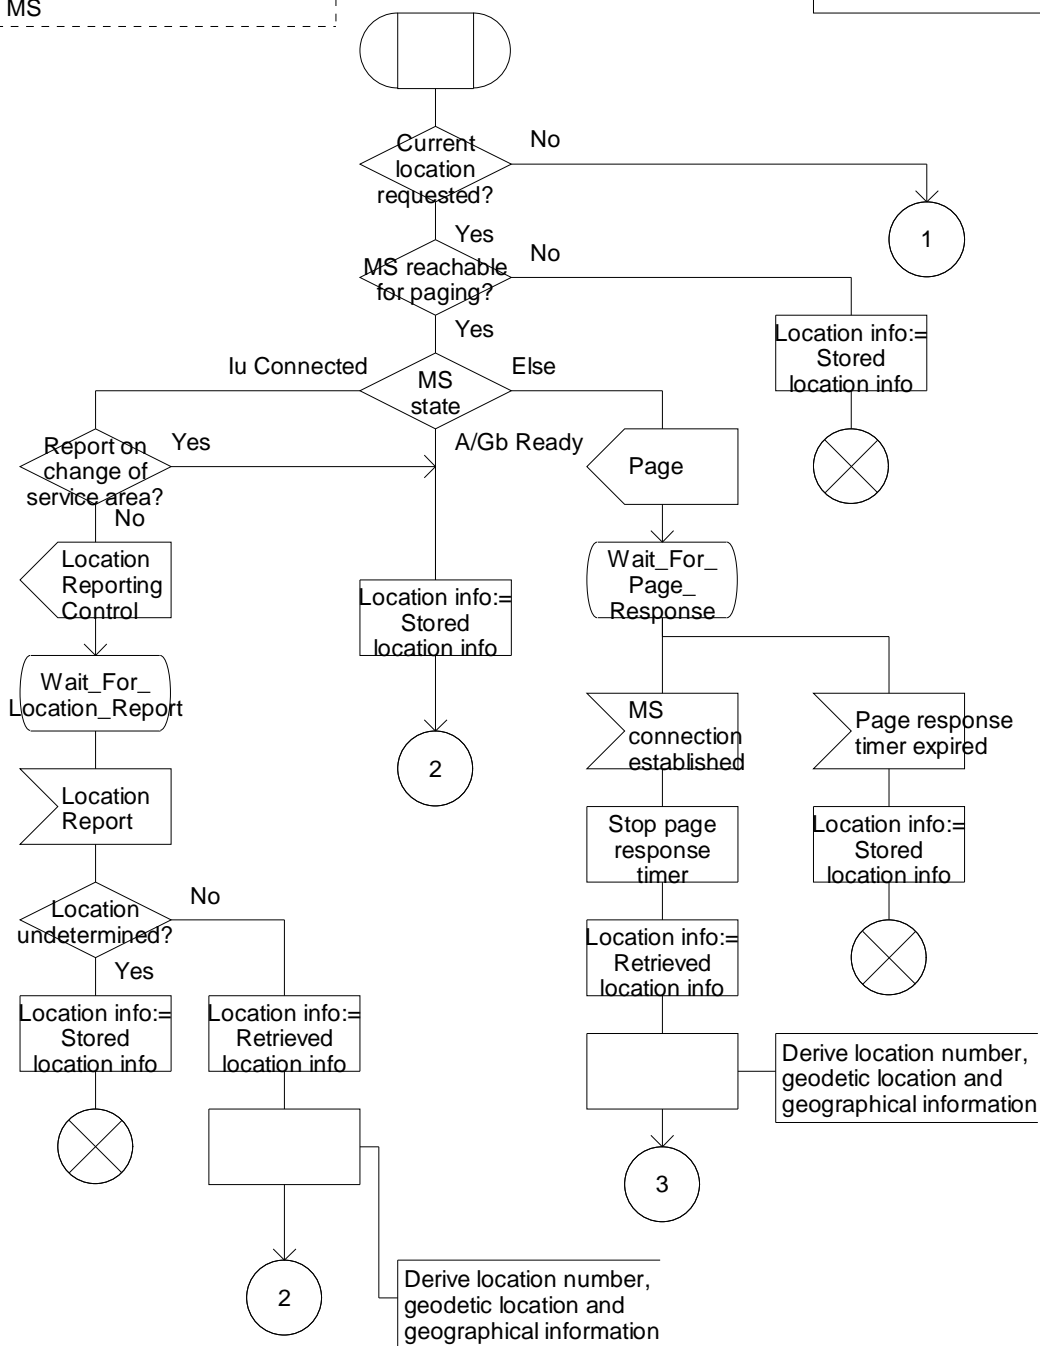 MS
Current
location
requested?
No
1
Yes
MS reachable
for paging?
No
Yes
Location info:=
Stored
location info
Iu Connected
MS
state
Else
A/Gb Ready
Report on
change of
service area?
Yes
No
Page
Location
Reporting
Control
Location info:=
Stored
location info
Wait_For_
Page_
Response
Wait_For_
Location_Report
2
MS
connection
established
Page response
timer expired
Location
Report
Stop page
response
timer
Location info:=
Stored
location info
Location
undetermined?
No
Yes
Location info:=
Retrieved
location info
Location info:=
Stored
location info
Location info:=
Retrieved
location info
Derive location number,
geodetic location and
geographical information
3
2
Derive location number,
geodetic location and
geographical information